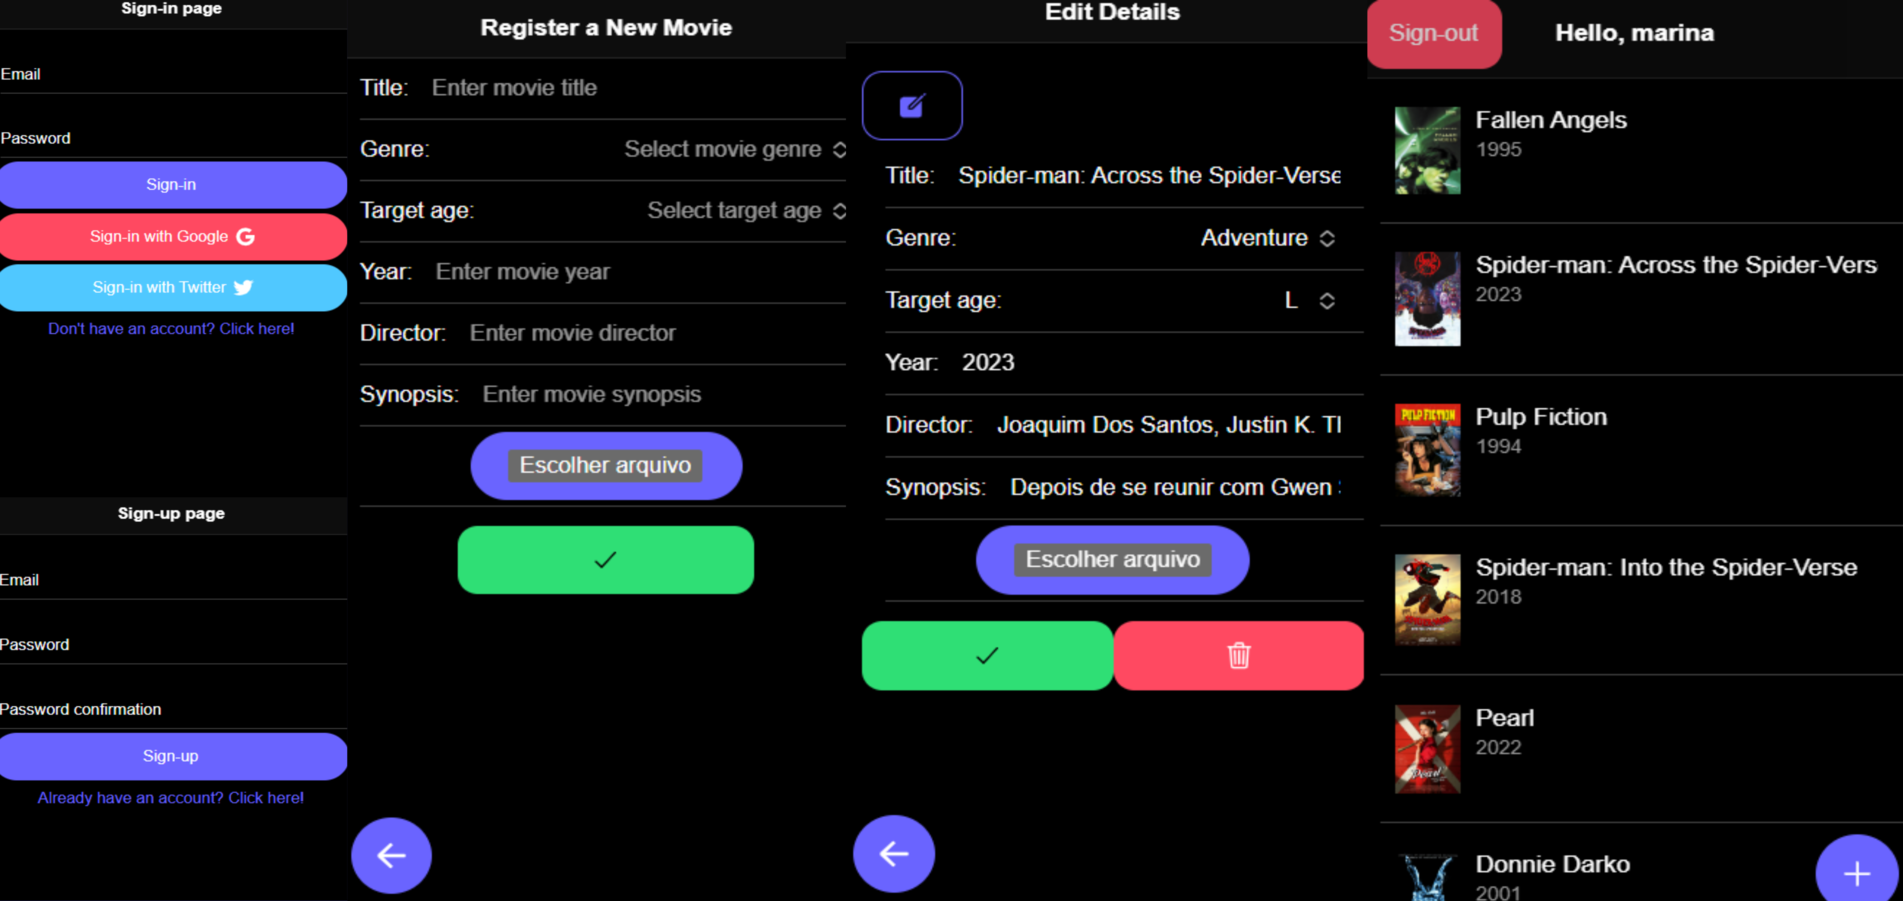 Sign-in page
Email
Password
Sign-in
Sign-in with Google
Sign-in with Twitter
Don't have an account? Click here!
Sign-up page
Email
Password
Password confirmation
Sign-up
Already have an account? Click here!
Register a New Movie
Title: Enter movie title
Genre: Select movie genre
Target age: Select target age
Year: Enter movie year
Director: Enter movie director
Synopsis: Enter movie synopsis
Escolher arquivo
Edit Details
Title: Spider-man: Across the Spider-Verse
Genre: Adventure
Target age: L
Year: 2023
Director: Joaquim Dos Santos, Justin K.
Synopsis: Depois de se reunir com Gwen
Escolher arquivo
Sign-out
Hello, marina
Fallen Angels
1995
Spider-man: Across the Spider-Vers
2023
PULP FICTION
Pulp Fiction
1994
Spider-man: Into the Spider-Verse
2018
Pearl
Pearl
2022
Donnie Darko
2001